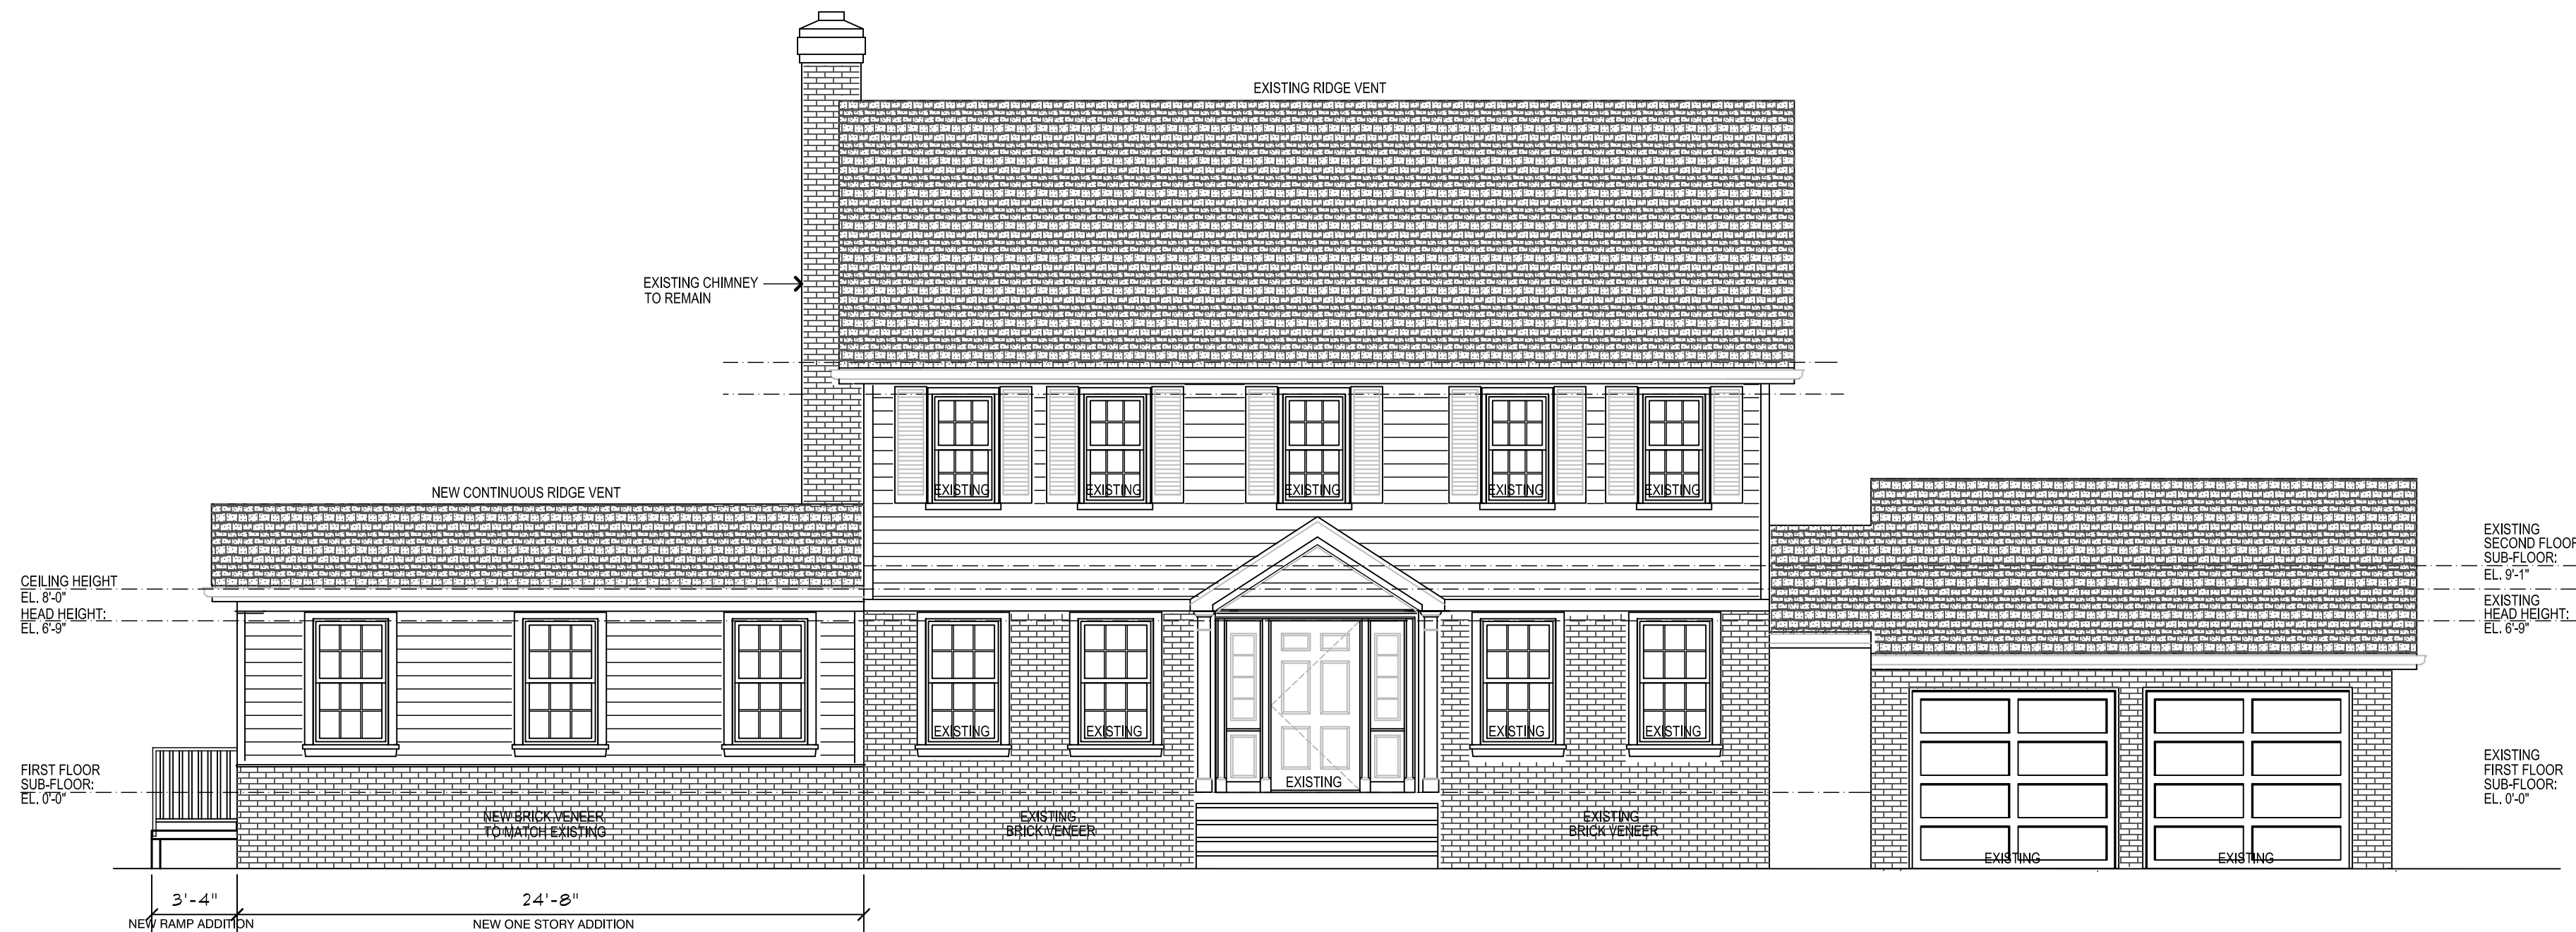 EXISTING RIDGE VENT
EXISTING CHIMNEY
TO REMAIN
NEW CONTINUOUS RIDGE VENT
EXISTING
EXISTING
EXISTING
EXISTING
EXISTING
CEILING HEIGHT
EL. 8'-0"
HEAD HEIGHT:
EL. 6'-9"
EXISTING
SECOND FLOOR
SUB-FLOOR:
EL. 9'-1"
EXISTING
HEAD HEIGHT:
EL. 6'-9"
EXISTING
EXISTING
EXISTING
EXISTING
EXISTING
FIRST FLOOR
SUB-FLOOR:
EL. 0'-0"
NEW BRICK VENEER
TO MATCH EXISTING
EXISTING
BRICK VENEER
EXISTING
BRICK VENEER
EXISTING
EXISTING
EXISTING
FIRST FLOOR
SUB-FLOOR:
EL. 0'-0"
3'-4"
NEW RAMP ADDITION
24'-8"
NEW ONE STORY ADDITION